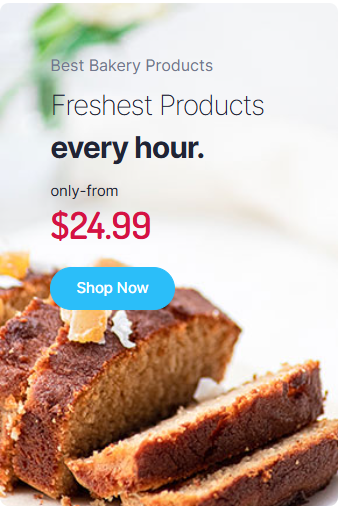 Best Bakery Products
Freshest Products
every hour.
only-from
$24.99
Shop Now